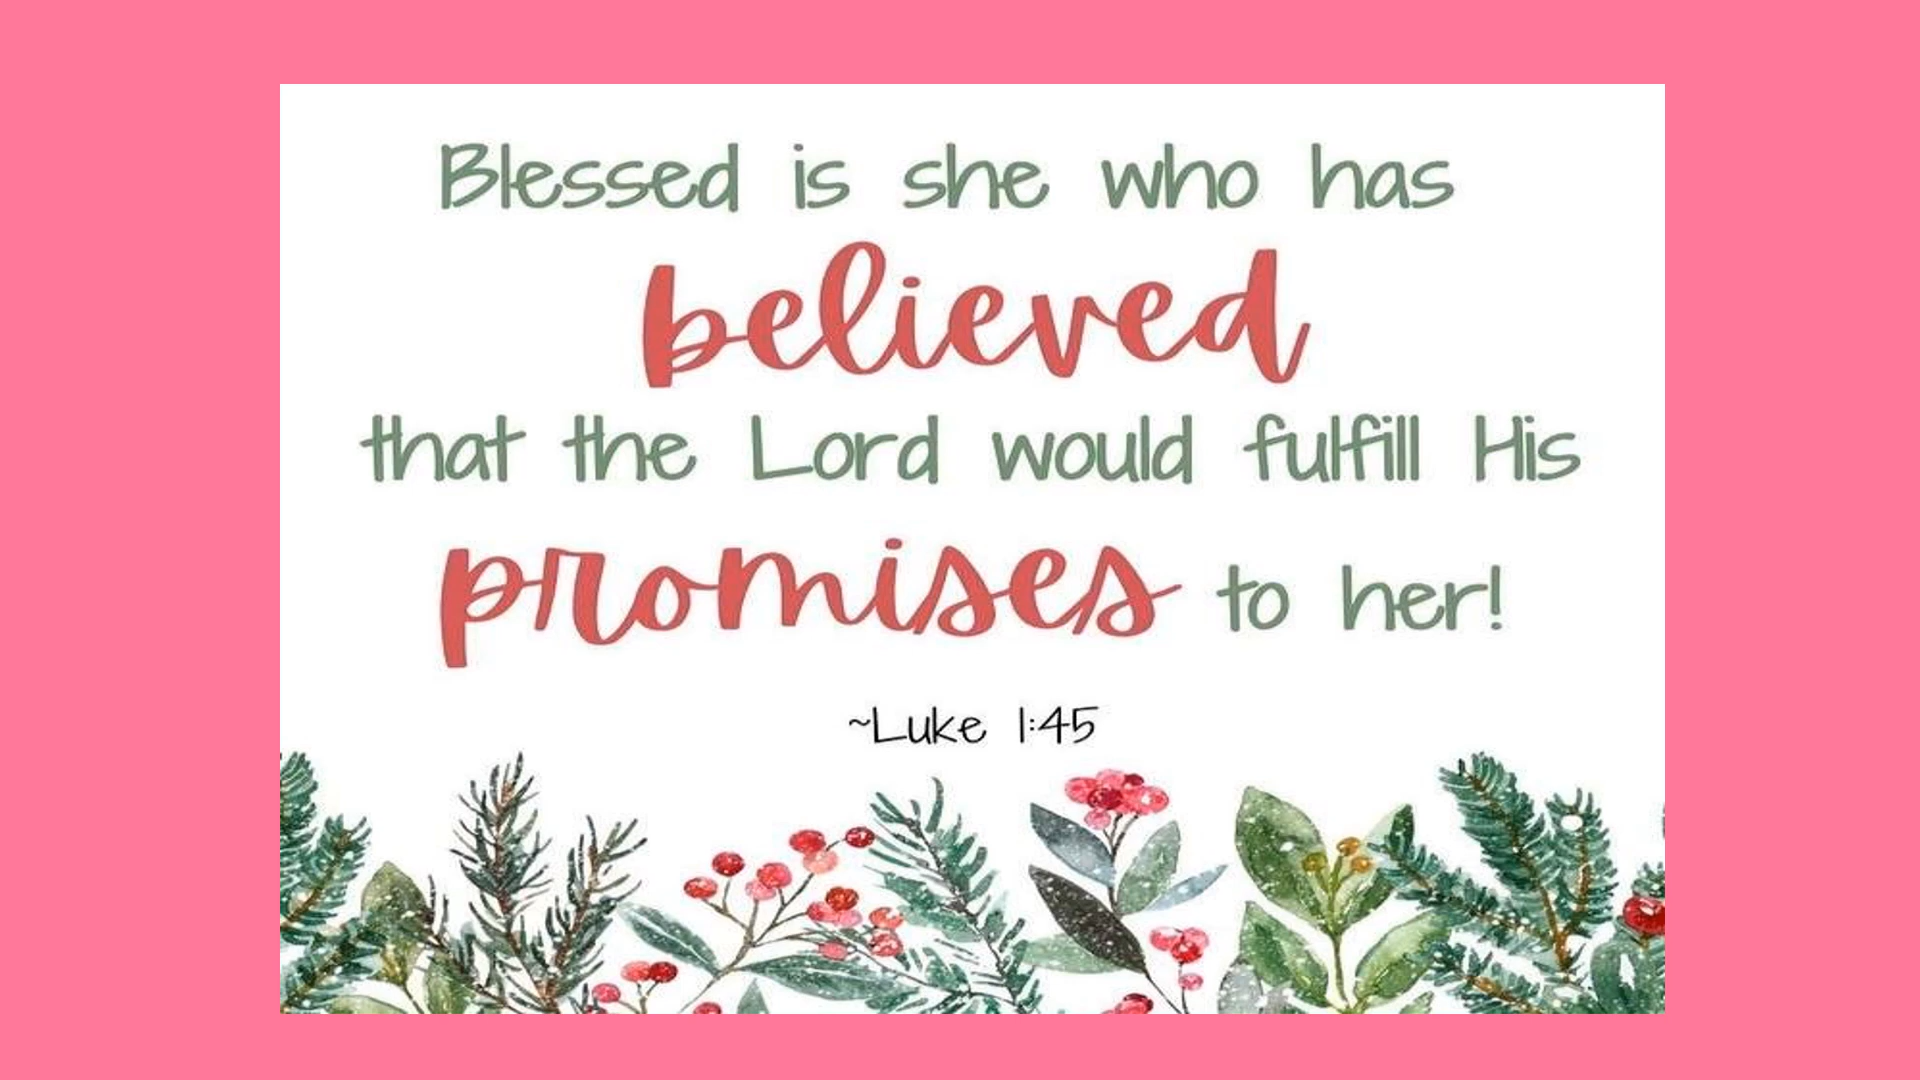 Blessed is she who has
believed
that the Lord would fulfill His
promises to her!
~Luke 1:45